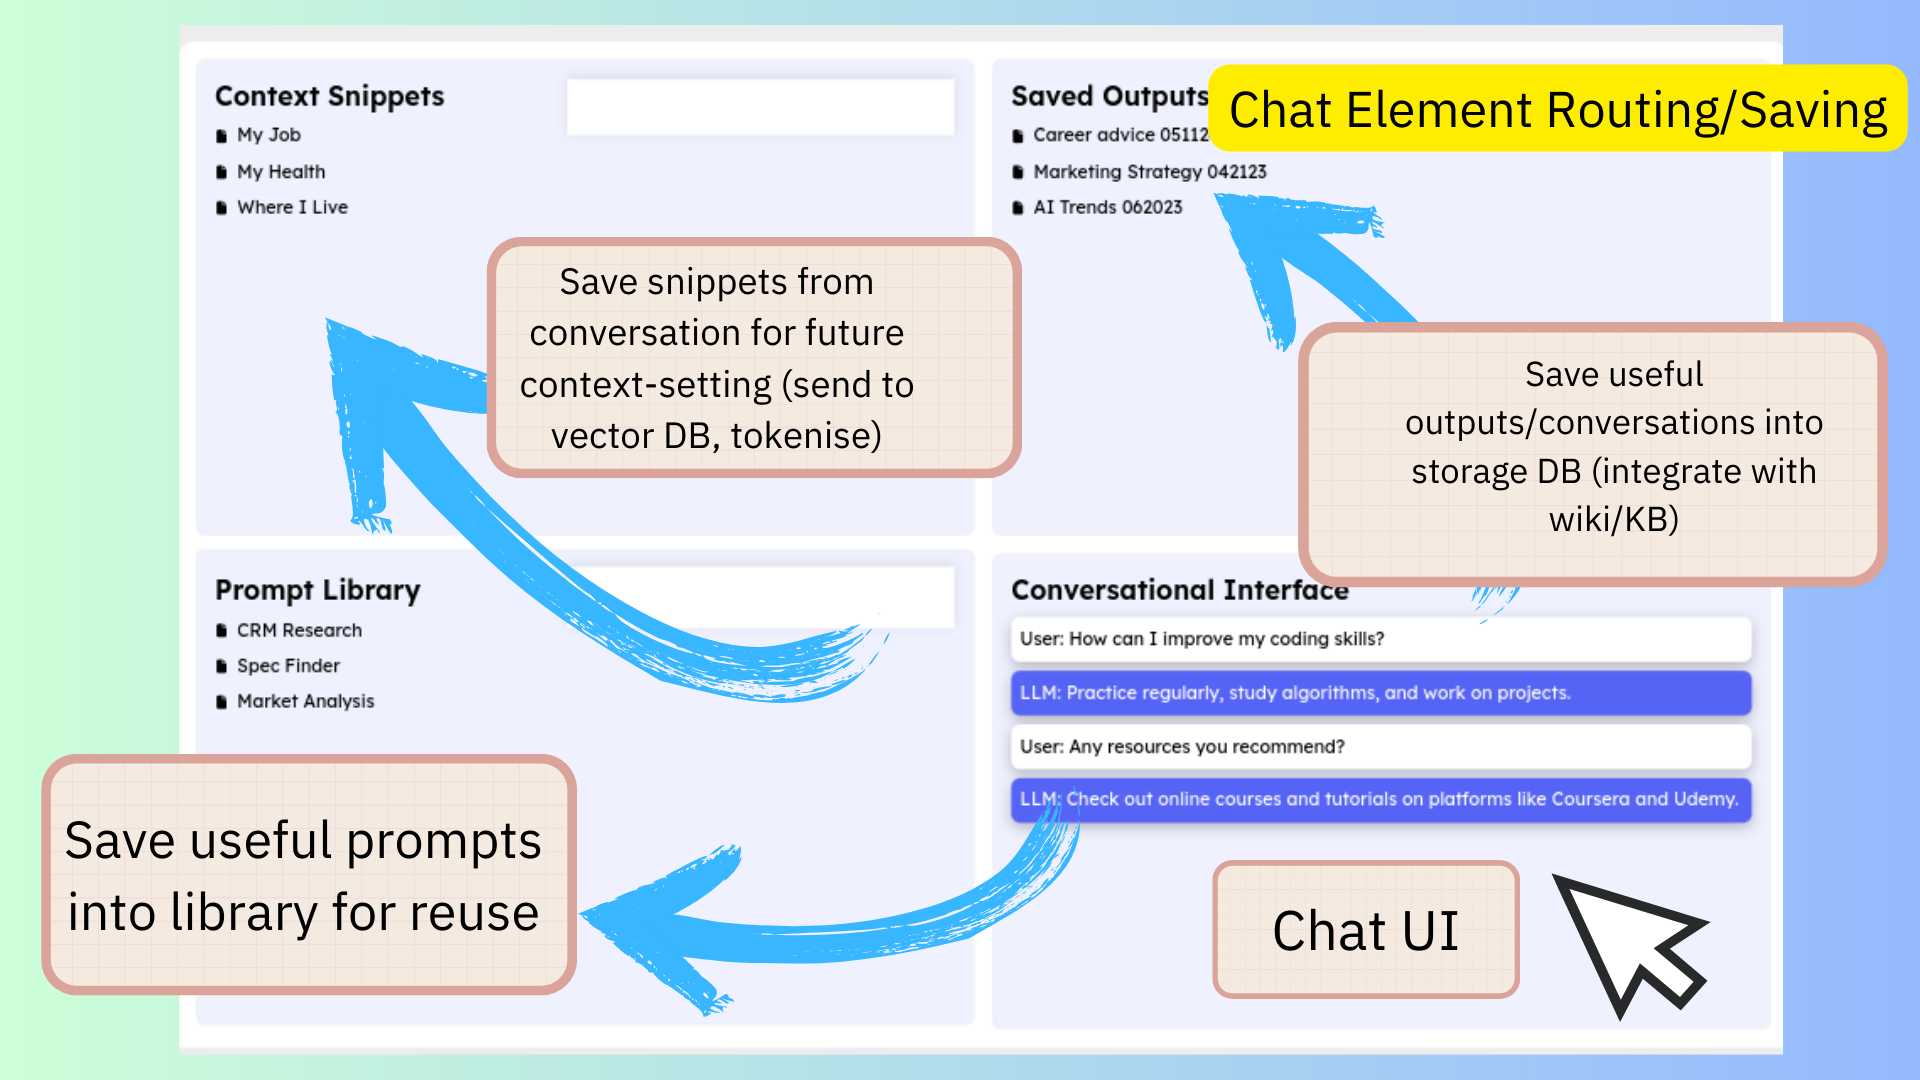 Chat Element Routing/Saving
Context Snippets
My Job
My Health
Where I Live
Saved Outputs
Career advice 05112
Marketing Strategy 042123
AI Trends 062023
Save snippets from
conversation for future
context-setting (send to
vector DB, tokenise)
Save useful
outputs/conversations into
storage DB (integrate with
wiki/KB)
Prompt Library
CRM Research
Spec Finder
Market Analysis
Save useful prompts
into library for reuse
Conversational Interface
User: How can I improve my coding skills?
LLM: Practice regularly, study algorithms, and work on projects.
User: Any resources you recommend?
LLM: Check out online courses and tutorials on platforms like Coursera and Udemy.
Chat UI